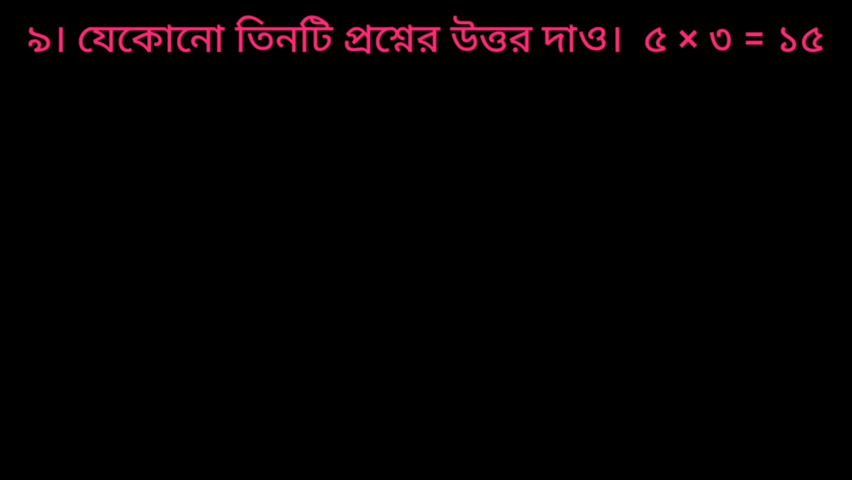 ৯। যেকোনো তিনটি প্রশ্নের উত্তর দাও। ৫ × ৩ = ১৫